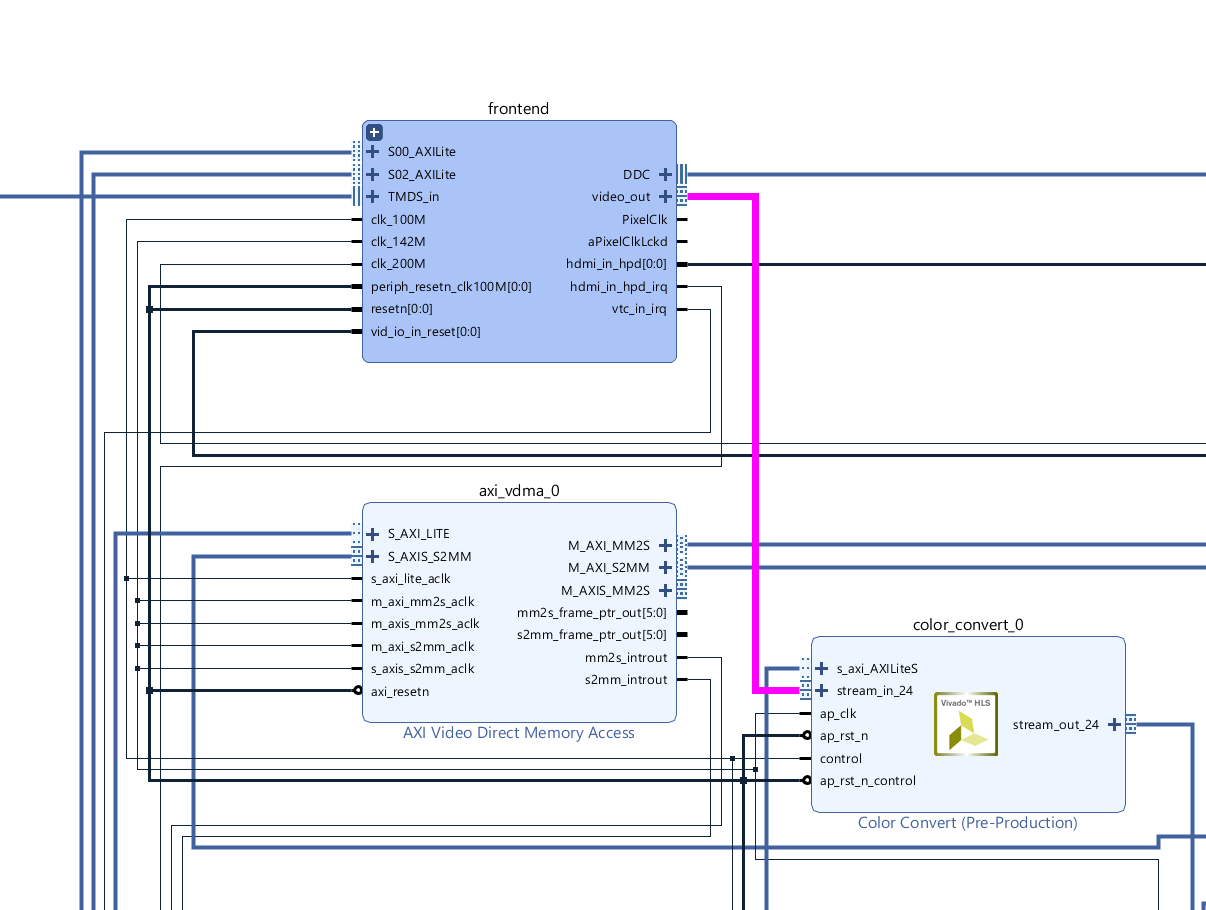 frontend
S00_AXILite
S02_AXILite
TMDS_in
clk_100M
clk_142M
clk_200M
periph_resetn_clk100M[0:0]
resetn[0:0]
vid_io_in_reset[0:0]
DDC
video_out
PixelClk
aPixelClkLckd
hdmi_in_hpd[0:0]
hdmi_in_hpd_irq
vtc_in_irq
axi_vdma_0
S_AXI_LITE
S_AXIS_S2MM
s_axi_lite_aclk
m_axi_mm2s_aclk
m_axis_mm2s_aclk
m_axi_s2mm_aclk
s_axis_s2mm_aclk
axi_resetn
M_AXI_MM2S
M_AXI_S2MM
M_AXIS_MM2S
mm2s_frame_ptr_out[5:0]
s2mm_frame_ptr_out[5:0]
mm2s_introut
s2mm_introut
AXI Video Direct Memory Access
color_convert_0
s_axi_AXILiteS
stream_in_24
ap_clk
ap_rst_n
control
ap_rst_n_control
Vivado™ HLS
stream_out_24
Color Convert (Pre-Production)